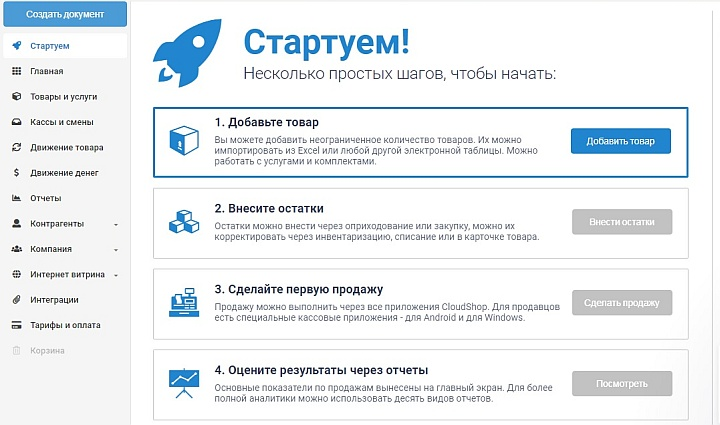 Создать документ
Стартуем
Главная
Товары и услуги
Кассы и смены
Движение товара
Движение денег
Отчеты
Контрагенты
Компания
Интернет витрина
Интеграции
Тарифы и оплата
Корзина
Стартуем!
Несколько простых шагов, чтобы начать:
1. Добавьте товар
Вы можете добавить неограниченное количество товаров. Их можно
импортировать из Excel или любой другой электронной таблицы. Можно
работать с услугами и комплектами.
Добавить товар
2. Внесите остатки
Остатки можно внести через оприходование или закупку, можно их
корректировать через инвентаризацию, списание или в карточке товара.
Внести остатки
3. Сделайте первую продажу
Продажу можно выполнить через все приложения CloudShop. Для продавцов
есть специальные кассовые приложения - для Android и для Windows.
Сделать продажу
4. Оцените результаты через отчеты
Основные показатели по продажам вынесены на главный экран. Для более
полной аналитики можно использовать десять видов отчетов.
Посмотреть